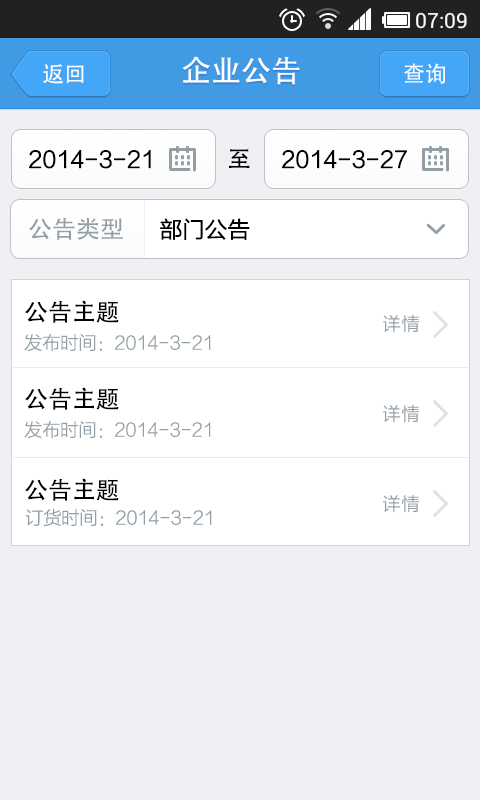 07:09
返回 企业公告 查询
2014-3-21 至 2014-3-27
公告类型 部门公告
公告主题
发布时间：2014-3-21 详情
公告主题
发布时间：2014-3-21 详情
公告主题
订货时间：2014-3-21 详情